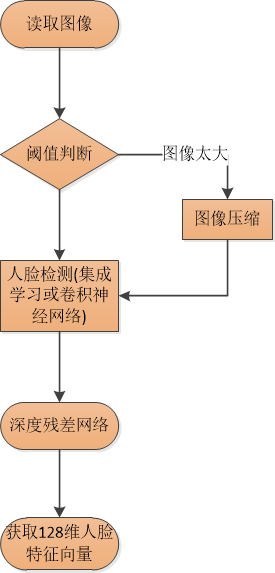 读取图像
阈值判断
图像太大
图像压缩
人脸检测(集成
学习或卷积神
经网络)
深度残差网络
获取128维人脸
特征向量